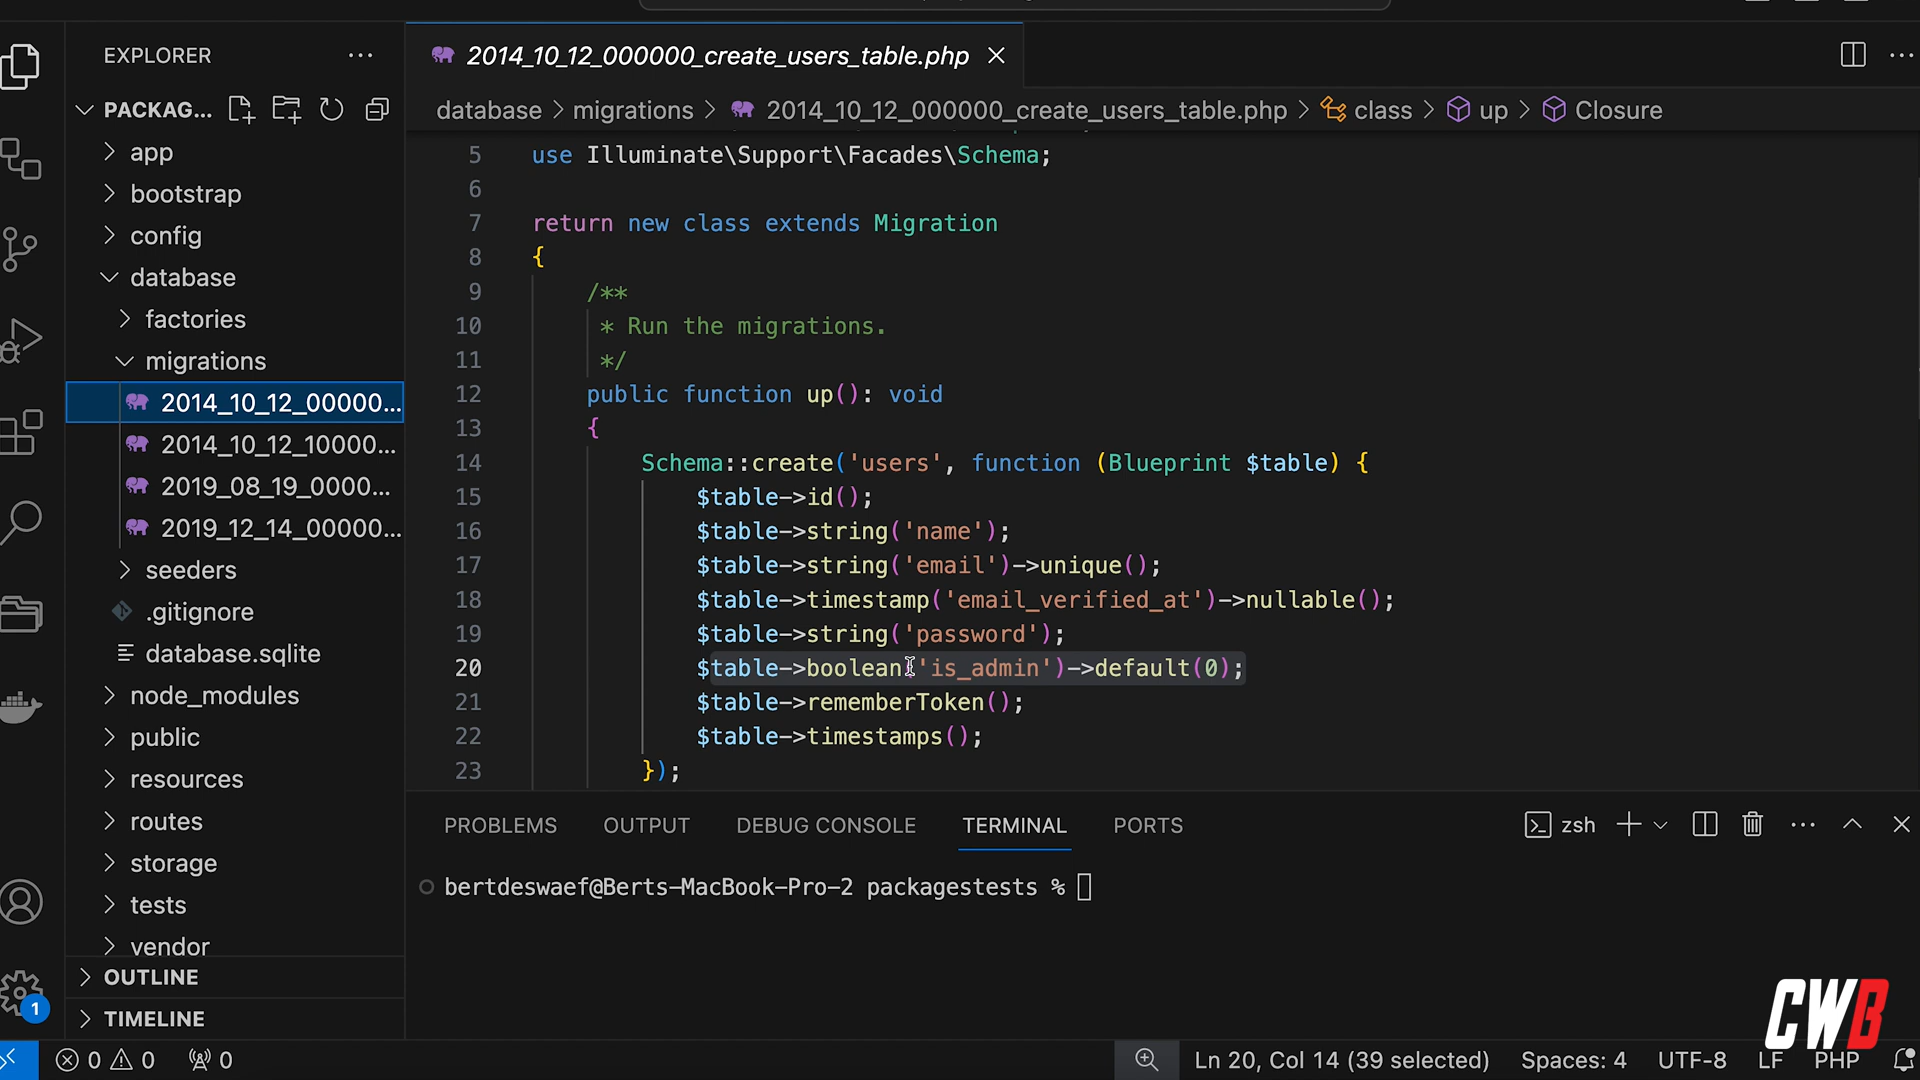 EXPLORER
2014_10_12_000000_create_users_table.php
PACKAG...
database > migrations > 2014_10_12_000000_create_users_table.php > class > up > Closure
app
bootstrap
config
database
factories
migrations
2014_10_12_00000...
2014_10_12_10000...
2019_08_19_0000...
2019_12_14_00000...
seeders
.gitignore
database.sqlite
node_modules
public
resources
routes
storage
tests
vendor
OUTLINE
TIMELINE
5 use Illuminate\Support\Facades\Schema;
6
7 return new class extends Migration
8 {
9 /**
10 * Run the migrations.
11 */
12 public function up(): void
13 {
14 Schema::create('users', function (Blueprint $table) {
15 $table->id();
16 $table->string('name');
17 $table->string('email')->unique();
18 $table->timestamp('email_verified_at')->nullable();
19 $table->string('password');
20 $table->boolean('is_admin')->default(0);
21 $table->rememberToken();
22 $table->timestamps();
23 });
PROBLEMS OUTPUT DEBUG CONSOLE TERMINAL PORTS zsh
bertdeswaef@Berts-MacBook-Pro-2 packagestests %
1
CWB
0 0 0 Ln 20, Col 14 (39 selected) Spaces: 4 UTF-8 LF PHP